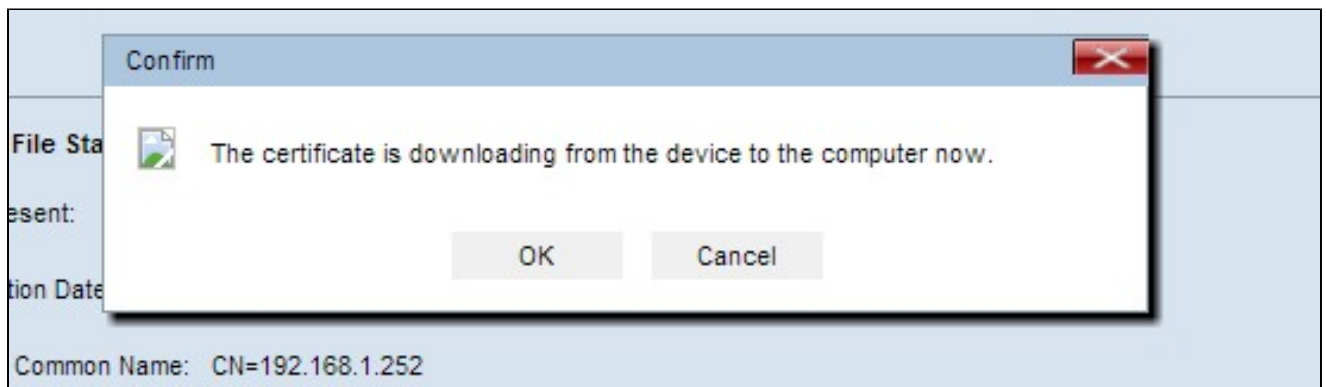 Confirm
File Sta
The certificate is downloading from the device to the computer now.
esent:
OK Cancel
tion Date
Common Name: CN=192.168.1.252